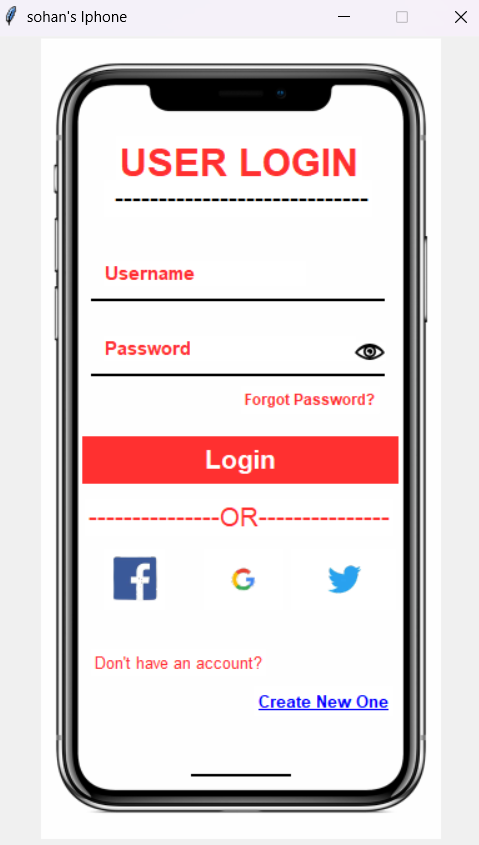 sohan's Iphone
USER LOGIN
-----------------------------
Username
Password
Forgot Password?
Login
---------------OR---------------
f G
Don't have an account?
Create New One